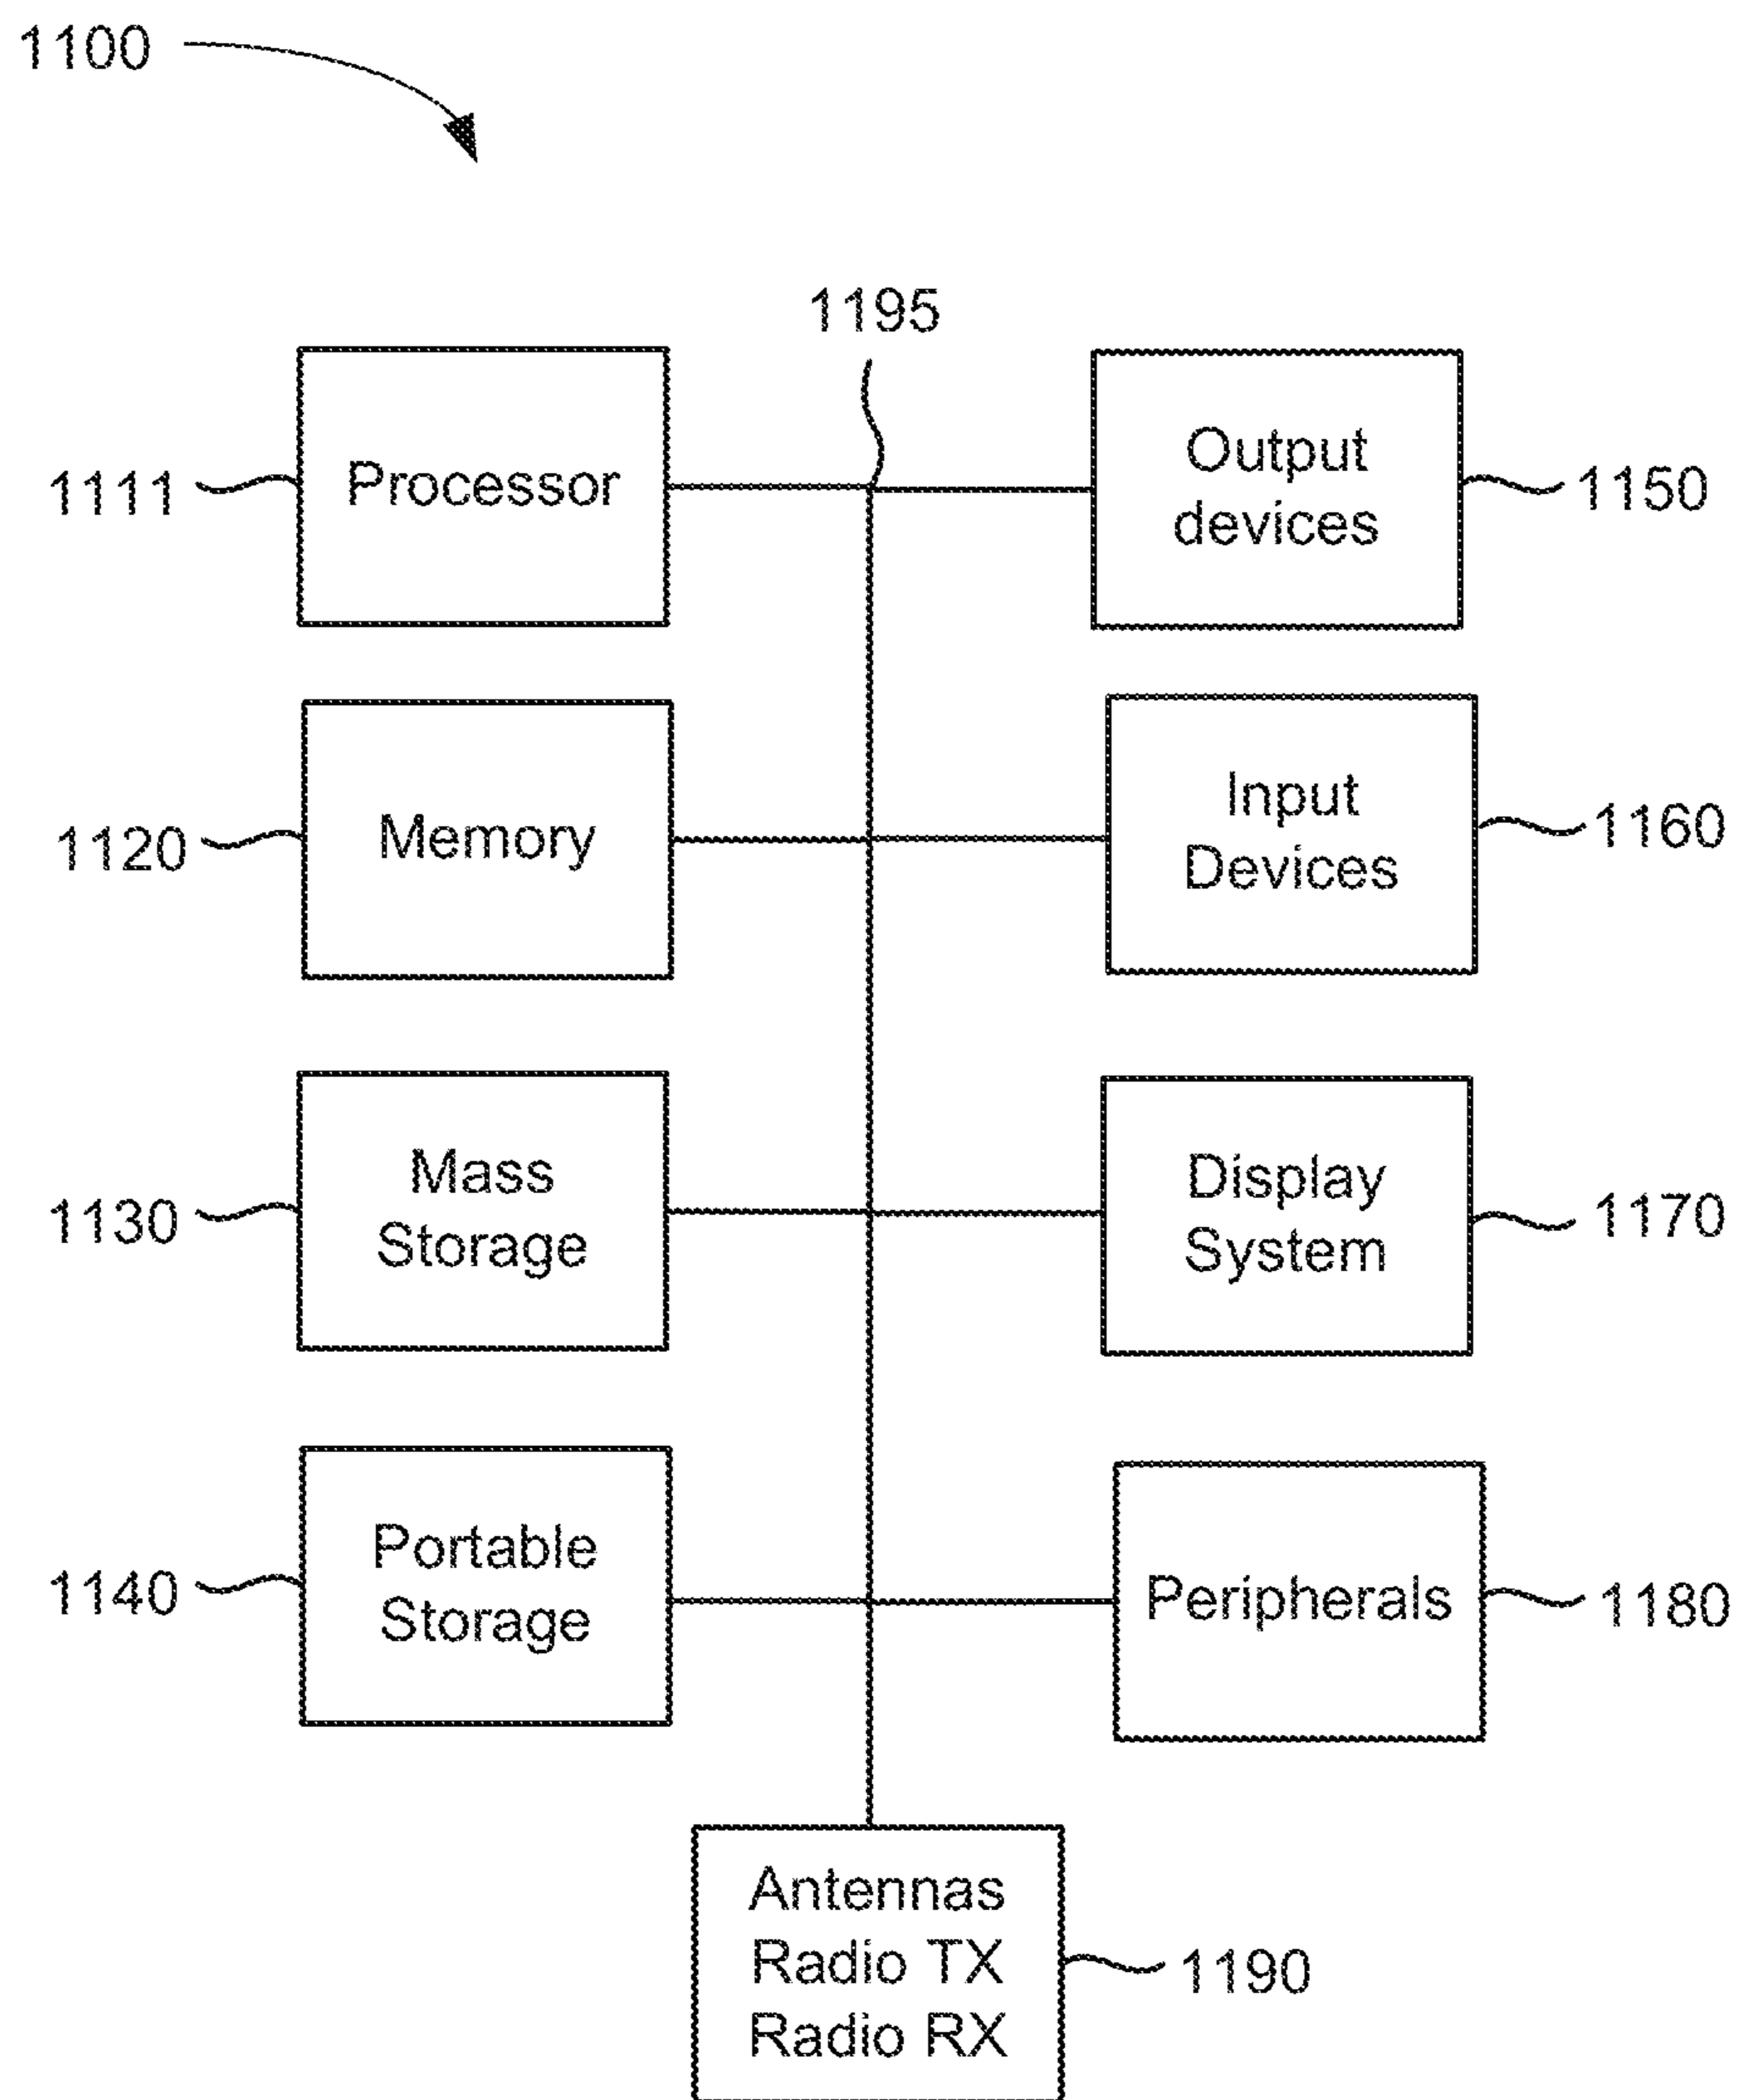 1100
1195
1111
Processor
Output
devices
1150
1120
Memory
Input
Devices
1160
1130
Mass
Storage
Display
System
1170
1140
Portable
Storage
Peripherals
1180
Antennas
Radio TX
Radio RX
1190